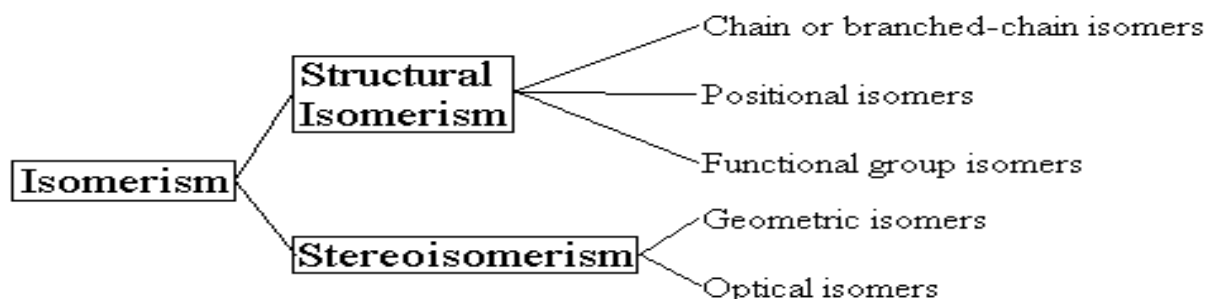 Chain or branched-chain isomers
Structural
Isomerism
Positional isomers
Functional group isomers
Isomerism
Geometric isomers
Stereoisomerism
Optical isomers